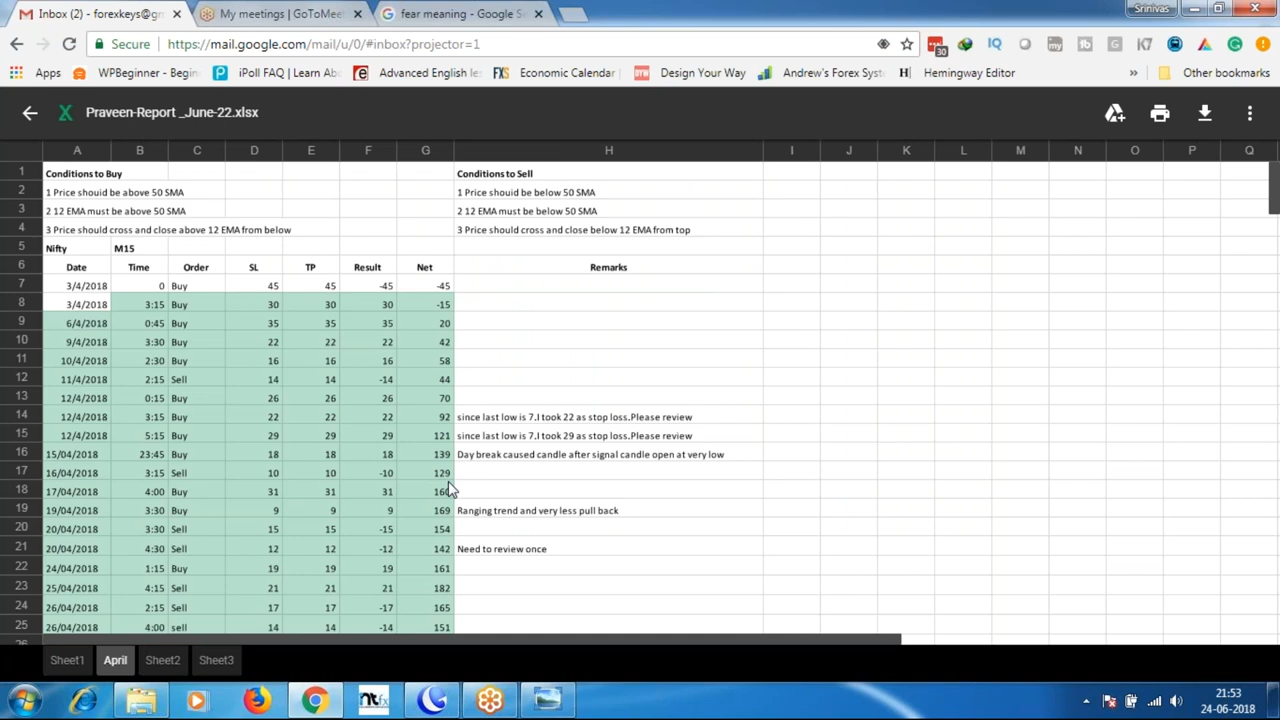 Inbox (2) - forexkeys@gm
My meetings | GoToMeet
fear meaning - Google Se
Srinivas
Secure
https://mail.google.com/mail/u/0/#inbox?projector=1
30
Apps
WPBeginner - Begin
iPoll FAQ | Learn Abo
Advanced English le
Economic Calendar
Design Your Way
Andrew's Forex Syst
Hemingway Editor
»
Other bookmarks
Praveen-Report _June-22.xlsx
A B C D E F G H I J K L M N O P Q
1 Conditions to Buy Conditions to Sell
2 1 Price should be above 50 SMA 1 Price should be below 50 SMA
3 2 12 EMA must be above 50 SMA 2 12 EMA must be below 50 SMA
4 3 Price should cross and close above 12 EMA from below 3 Price should cross and close below 12 EMA from top
5 Nifty M15
6 Date Time Order SL TP Result Net Remarks
7 3/4/2018 0 Buy 45 45 -45 -45
8 3/4/2018 3:15 Buy 30 30 30 -15
9 6/4/2018 0:45 Buy 35 35 35 20
10 9/4/2018 3:30 Buy 22 22 22 42
11 10/4/2018 2:30 Buy 16 16 16 58
12 11/4/2018 2:15 Sell 14 14 -14 44
13 12/4/2018 0:15 Buy 26 26 26 70
14 12/4/2018 3:15 Buy 22 22 22 92 since last low is 7.I took 22 as stop loss.Please review
15 12/4/2018 5:15 Buy 29 29 29 121 since last low is 7.I took 29 as stop loss.Please review
16 15/04/2018 23:45 Buy 18 18 18 139 Day break caused candle after signal candle open at very low
17 16/04/2018 3:15 Sell 10 10 -10 129
18 17/04/2018 4:00 Buy 31 31 31 160
19 19/04/2018 3:30 Buy 9 9 9 169 Ranging trend and very less pull back
20 20/04/2018 3:30 Sell 15 15 -15 154
21 20/04/2018 4:30 Sell 12 12 -12 142 Need to review once
22 24/04/2018 1:15 Buy 19 19 19 161
23 25/04/2018 4:15 Sell 21 21 21 182
24 26/04/2018 2:15 Sell 17 17 -17 165
25 26/04/2018 4:00 sell 14 14 -14 151
Sheet1 April Sheet2 Sheet3
21:53
24-06-2018